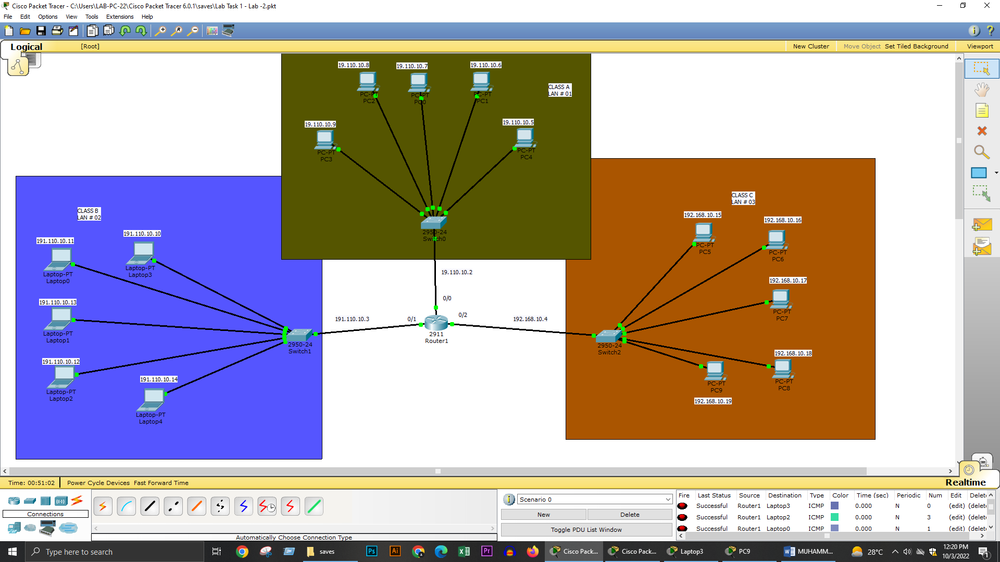 Cisco Packet Tracer - C:\Users\LAB-PC-22\Cisco Packet Tracer 6.0.1\saves\Lab Task 1 - Lab -2.pkt
File Edit Options View Tools Extensions Help
Logical
[Root]
New Cluster
Move Object
Set Tiled Background
Viewport
19.110.10.8
PC-PT
PC2
19.110.10.7
PC-PT
PC0
19.110.10.6
PC-PT
PC1
CLASS A
LAN # 01
19.110.10.9
PC-PT
PC3
19.110.10.5
PC-PT
PC4
2950-24
Switch0
CLASS B
LAN # 02
191.110.10.11
Laptop-PT
Laptop0
191.110.10.10
Laptop-PT
Laptop3
191.110.10.13
Laptop-PT
Laptop1
191.110.10.12
Laptop-PT
Laptop2
191.110.10.14
Laptop-PT
Laptop4
2950-24
Switch1
19.110.10.2
0/0
191.110.10.3
0/1
0/2
192.168.10.4
2911
Router1
CLASS C
LAN # 03
192.168.10.15
PC-PT
PC5
192.168.10.16
PC-PT
PC6
192.168.10.17
PC-PT
PC7
2950-24
Switch2
192.168.10.18
PC-PT
PC8
PC-PT
PC9
192.168.10.19
Time: 00:51:02
Power Cycle Devices Fast Forward Time
Realtime
Connections
Automatically Choose Connection Type
Scenario 0
New
Delete
Toggle PDU List Window
Fire Last Status Source Destination Type Color Time (sec) Periodic Num Edit Delete
Successful Router1 Laptop3 ICMP 0.000 N 0 (edit) (delete
Successful Router1 Laptop2 ICMP 0.000 N 3 (edit) (delete
Successful Router1 Laptop0 ICMP 0.000 N 1 (edit) (delete
Type here to search
saves
Ps
Ai
Pr
Cisco Pack...
Cisco Pack...
Laptop3
PC9
MUHAMM...
28°C
12:20 PM
10/3/2022
1